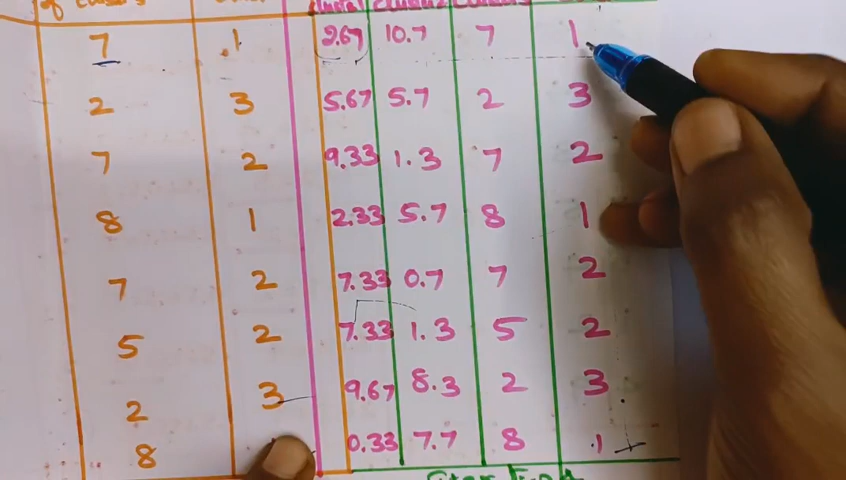 7 1 2.67 10.7 7 1
2 3 5.67 5.7 2 3
7 2 9.33 1.3 7 2
8 1 2.33 5.7 8 1
7 2 7.33 0.7 7 2
5 2 7.33 1.3 5 2
2 3 9.67 8.3 2 3
8 0.33 7.7 8 1